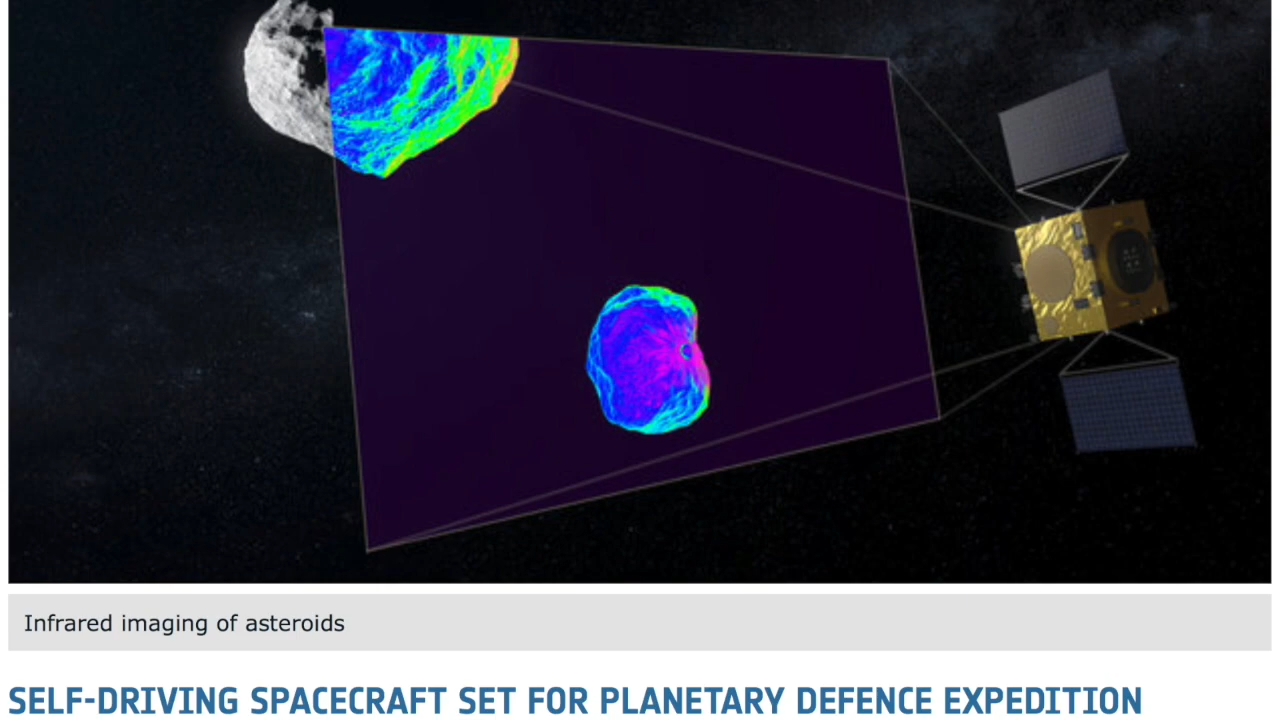 Infrared imaging of asteroids
SELF-DRIVING SPACECRAFT SET FOR PLANETARY DEFENCE EXPEDITION